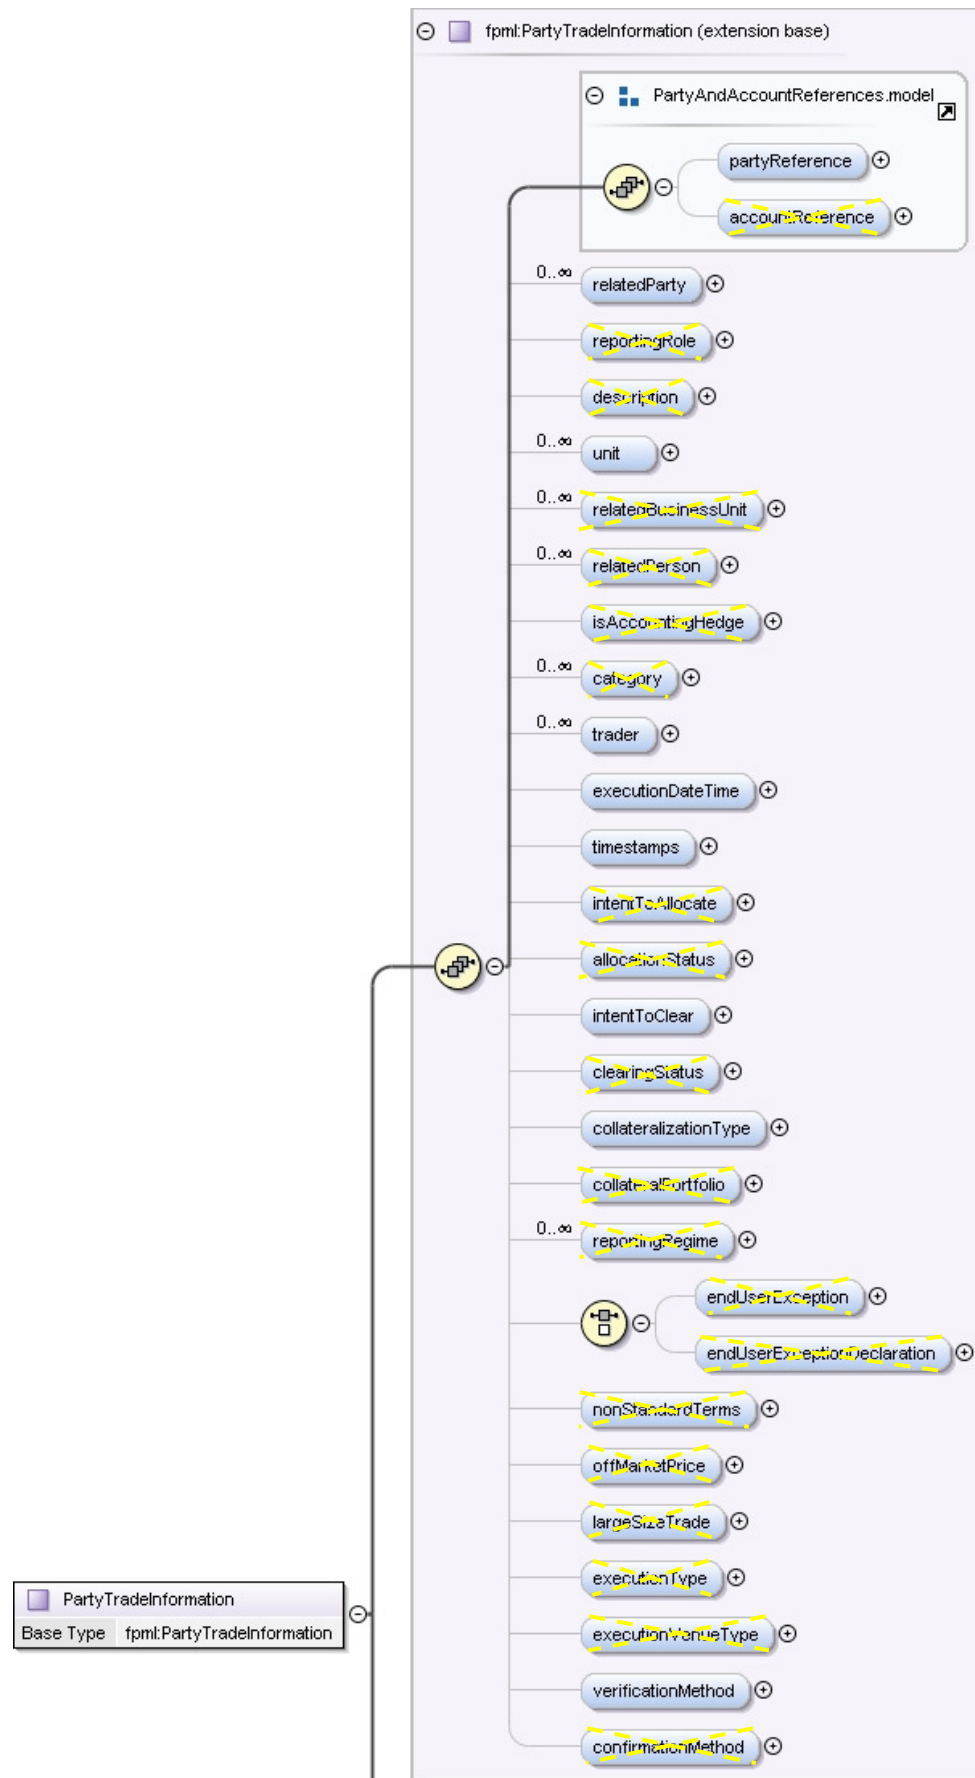 fpml:PartyTradeInformation (extension base)
PartyAndAccountReferences.model
partyReference
accountReference
0..∞
relatedParty
reportingRole
description
0..∞
unit
0..∞
relatedBusinessUnit
0..∞
relatedPerson
isAccountingHedge
0..∞
category
0..∞
trader
executionDateTime
timestamps
intentToAllocate
allocationStatus
intentToClear
clearingStatus
collateralizationType
collateralPortfolio
0..∞
reportingRegime
endUserException
endUserExceptionDeclaration
nonStandardTerms
offMarketPrice
largeSizeTrade
executionType
PartyTradeInformation
Base Type fpml:PartyTradeInformation
executionVenueType
verificationMethod
confirmationMethod